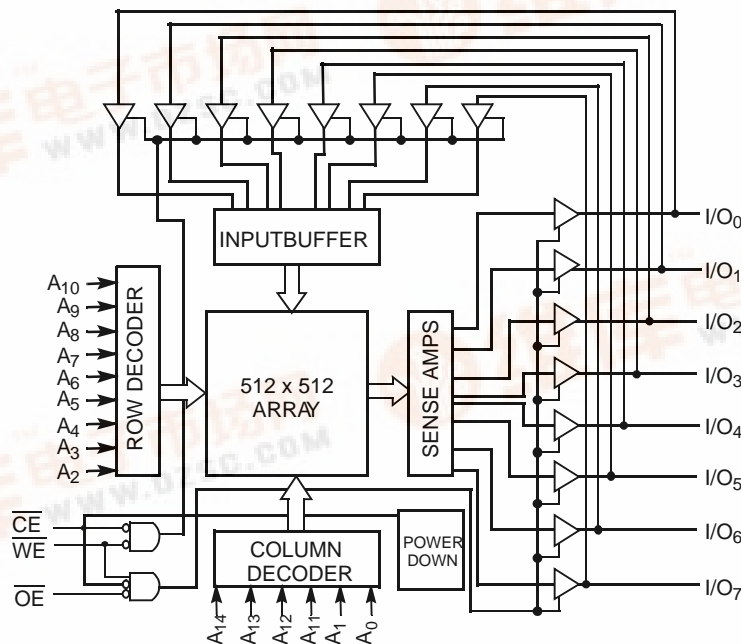 INPUTBUFFER
A10
A9
A8
A7
A6
A5
A4
A3
A2
ROW DECODER
512 x 512
ARRAY
SENSE AMPS
I/O0
I/O1
I/O2
I/O3
I/O4
I/O5
I/O6
I/O7
CE
WE
OE
COLUMN
DECODER
POWER
DOWN
A14
A13
A12
A11
A1
A0